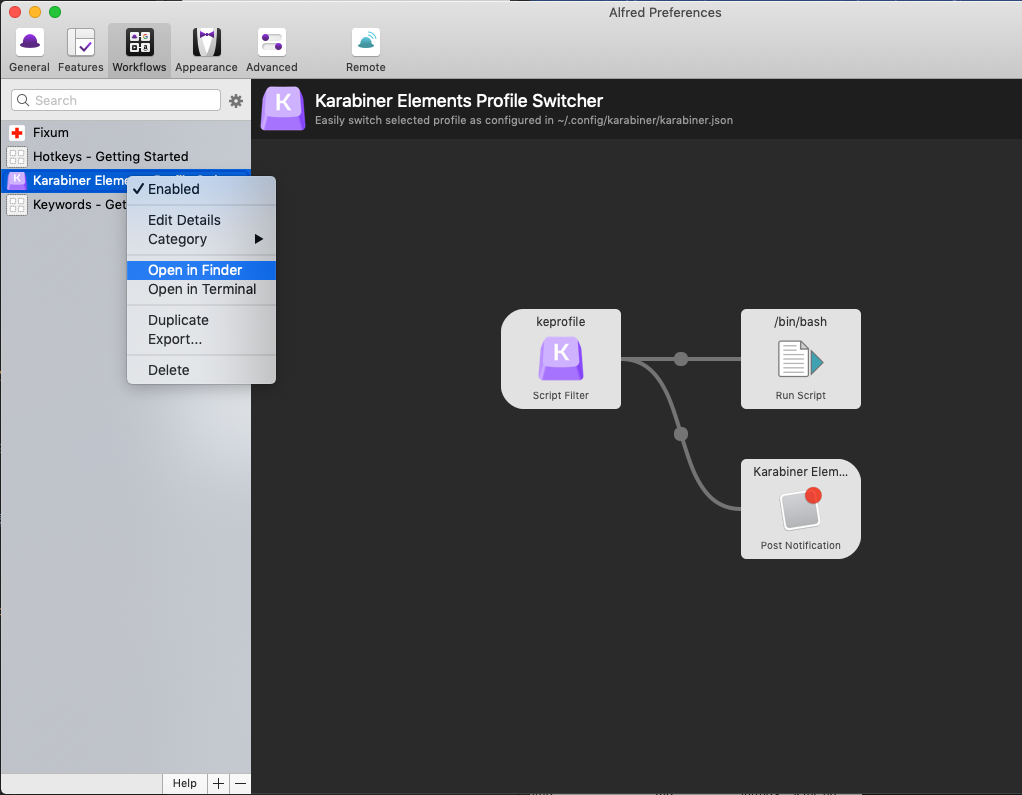 Alfred Preferences
General
Features
Workflows
Appearance
Advanced
Remote
Search
K
Karabiner Elements Profile Switcher
Easily switch selected profile as configured in ~/.config/karabiner/karabiner.json
Fixum
Hotkeys - Getting Started
K
Karabiner Eleme
Keywords - Get
✓ Enabled
Edit Details
Category
Open in Finder
Open in Terminal
Duplicate
Export...
Delete
keprofile
K
Script Filter
/bin/bash
Run Script
Karabiner Elem...
Post Notification
Help
+
−